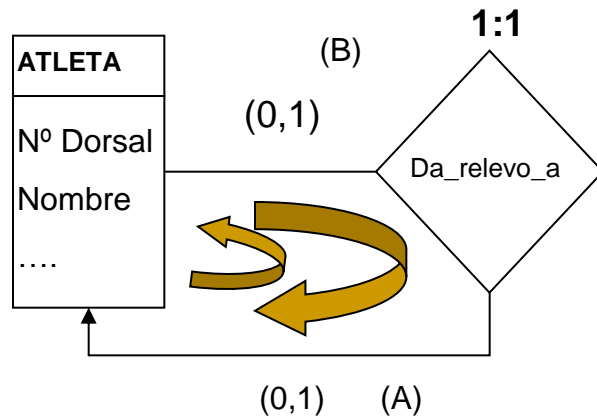 1:1
(B)
ATLETA
(0,1)
Nº Dorsal
Da_relevo_a
Nombre
....
(0,1) (A)